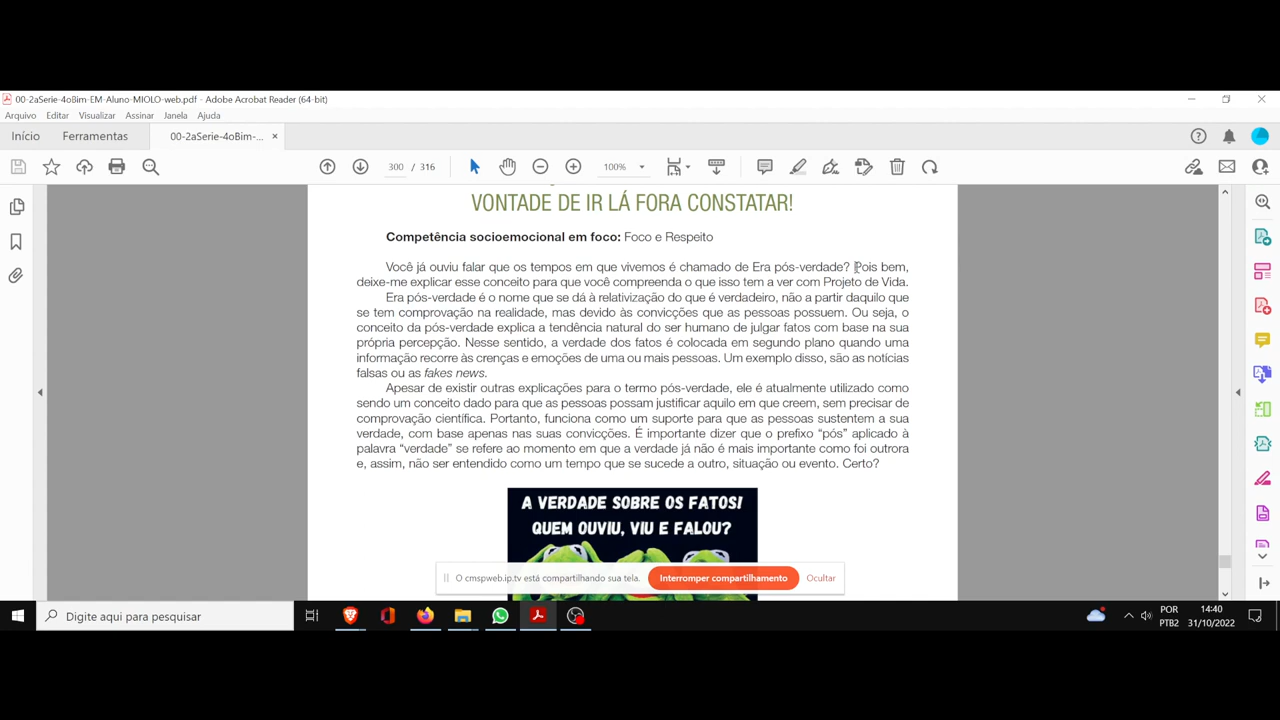 00-2aSerie-4oBim-EM-Aluno-MIOLO-web.pdf - Adobe Acrobat Reader (64-bit)
Arquivo Editar Visualizar Assinar Janela Ajuda
Início Ferramentas 00-2aSerie-4oBim-... ×
300 / 316 100%
VONTADE DE IR LÁ FORA CONSTATAR!
Competência socioemocional em foco: Foco e Respeito
Você já ouviu falar que os tempos em que vivemos é chamado de Era pós-verdade? Pois bem,
deixe-me explicar esse conceito para que você compreenda o que isso tem a ver com Projeto de Vida.
Era pós-verdade é o nome que se dá à relativização do que é verdadeiro, não a partir daquilo que
se tem comprovação na realidade, mas devido às convicções que as pessoas possuem. Ou seja, o
conceito da pós-verdade explica a tendência natural do ser humano de julgar fatos com base na sua
própria percepção. Nesse sentido, a verdade dos fatos é colocada em segundo plano quando uma
informação recorre às crenças e emoções de uma ou mais pessoas. Um exemplo disso, são as notícias
falsas ou as fakes news.
Apesar de existir outras explicações para o termo pós-verdade, ele é atualmente utilizado como
sendo um conceito dado para que as pessoas possam justificar aquilo em que creem, sem precisar de
comprovação científica. Portanto, funciona como um suporte para que as pessoas sustentem a sua
verdade, com base apenas nas suas convicções. É importante dizer que o prefixo “pós” aplicado à
palavra “verdade” se refere ao momento em que a verdade já não é mais importante como foi outrora
e, assim, não ser entendido como um tempo que se sucede a outro, situação ou evento. Certo?
A VERDADE SOBRE OS FATOS!
QUEM OUVIU, VIU E FALOU?
O cmspweb.ip.tv está compartilhando sua tela. Interromper compartilhamento Ocultar
Digite aqui para pesquisar
POR 14:40
PTB2 31/10/2022